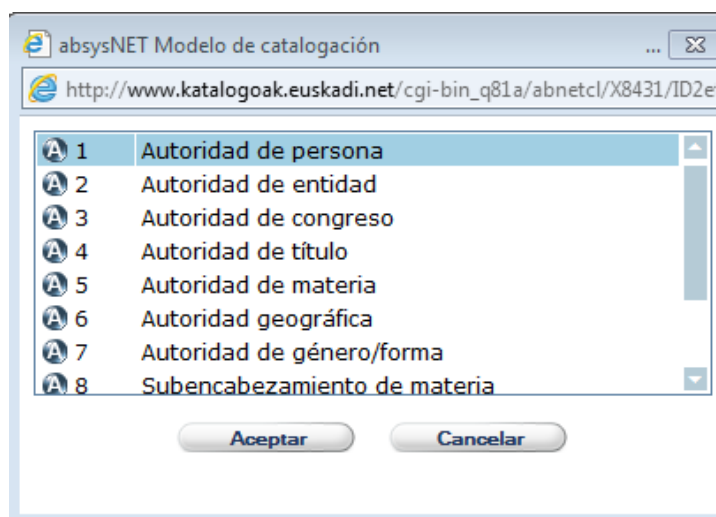 absysNET Modelo de catalogación ...
http://www.katalogoak.euskadi.net/cgi-bin_q81a/abnetcl/X8431/ID2e
A 1 Autoridad de persona
A 2 Autoridad de entidad
A 3 Autoridad de congreso
A 4 Autoridad de título
A 5 Autoridad de materia
A 6 Autoridad geográfica
A 7 Autoridad de género/forma
A 8 Subencabezamiento de materia
Aceptar Cancelar